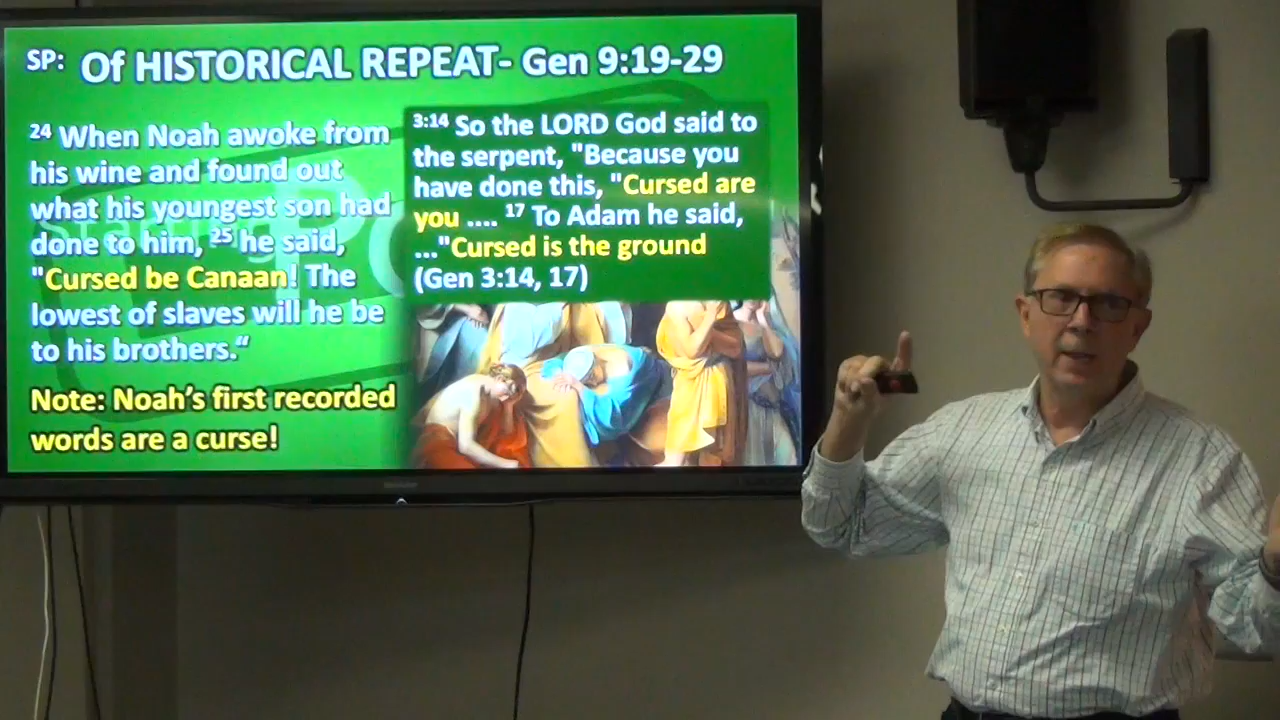 SP: Of HISTORICAL REPEAT- Gen 9:19-29
24 When Noah awoke from
his wine and found out
what his youngest son had
done to him, 25 he said,
"Cursed be Canaan! The
lowest of slaves will he be
to his brothers.“
Note: Noah’s first recorded
words are a curse!
3:14 So the LORD God said to
the serpent, "Because you
have done this, "Cursed are
you .... 17 To Adam he said,
..."Cursed is the ground
(Gen 3:14, 17)